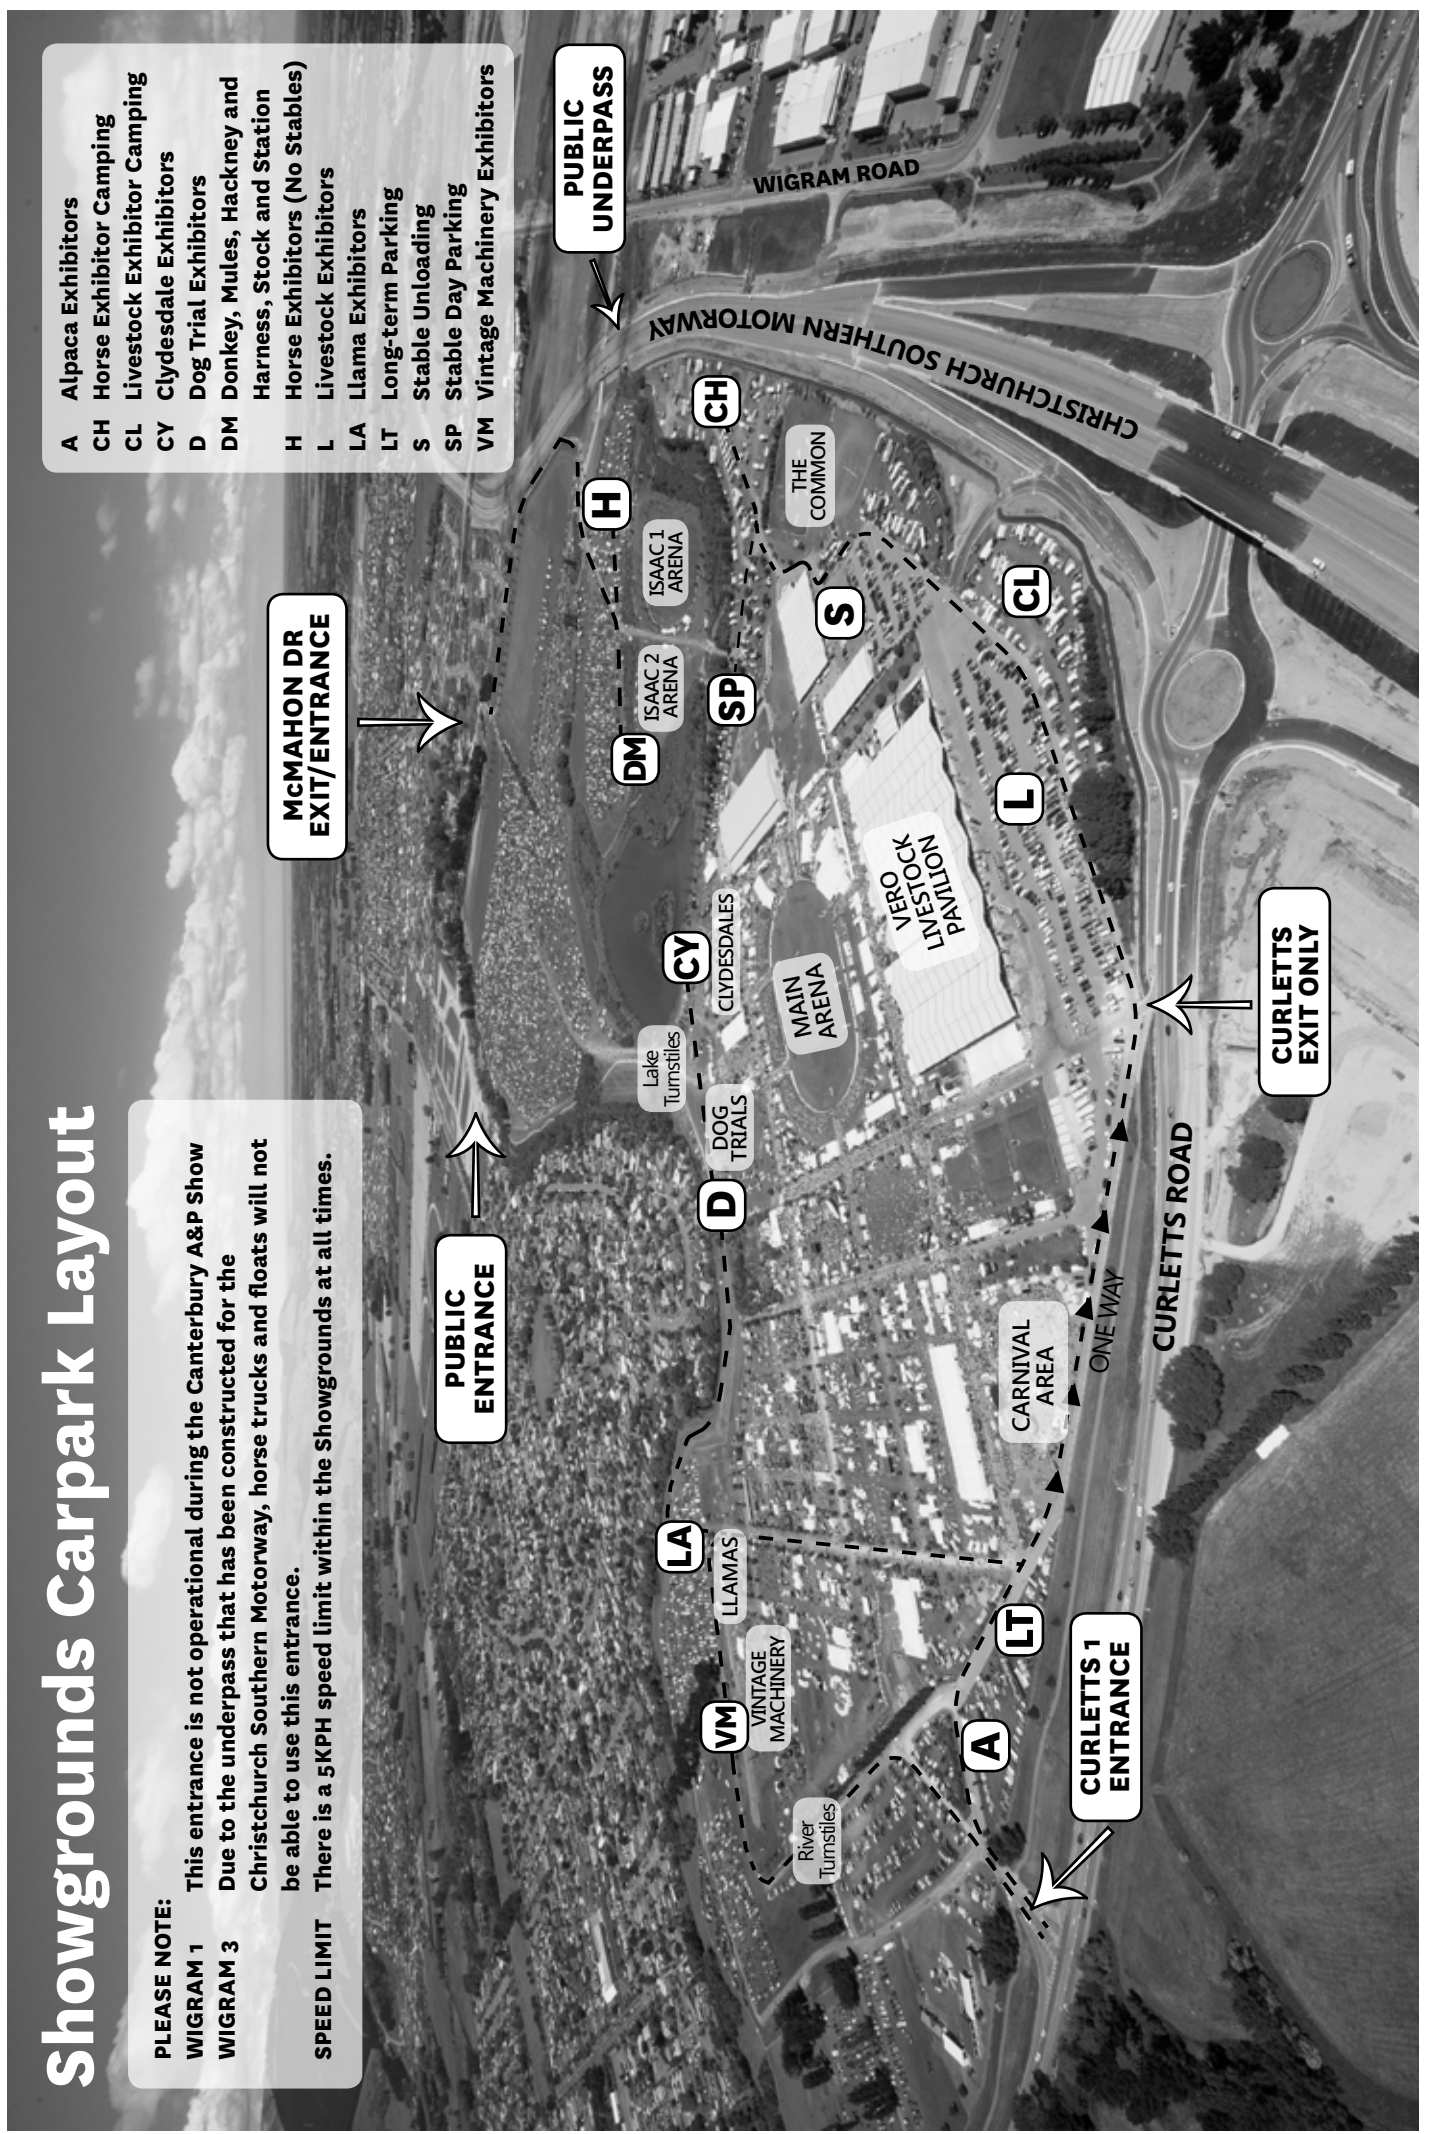 Showgrounds Carpark Layout
PLEASE NOTE:
WIGRAM 1 This entrance is not operational during the Canterbury A&P Show
WIGRAM 3 Due to the underpass that has been constructed for the
Christchurch Southern Motorway, horse trucks and floats will not
be able to use this entrance.
SPEED LIMIT There is a 5KPH speed limit within the Showgrounds at all times.
A Alpaca Exhibitors
CH Horse Exhibitor Camping
CL Livestock Exhibitor Camping
CY Clydesdale Exhibitors
D Dog Trial Exhibitors
DM Donkey, Mules, Hackney and
Harness, Stock and Station
H Horse Exhibitors (No Stables)
L Livestock Exhibitors
LA Llama Exhibitors
LT Long-term Parking
S Stable Unloading
SP Stable Day Parking
VM Vintage Machinery Exhibitors
McMAHON DR
EXIT/ENTRANCE
PUBLIC
ENTRANCE
PUBLIC
UNDERPASS
H
DM
ISAAC 1
ARENA
ISAAC 2
ARENA
Lake
Turnstiles
CY
CLYDESDALES
LA
LLAMAS
D
DOG
TRIALS
SP
CH
VM
VINTAGE
MACHINERY
River
Turnstiles
MAIN
ARENA
THE
COMMON
S
WIGRAM ROAD
CHRISTCHURCH SOUTHERN MOTORWAY
VERO
LIVESTOCK
PAVILION
A
LT
CARNIVAL
AREA
L
CL
ONE WAY
CURLETTS 1
ENTRANCE
CURLETTS ROAD
CURLETTS
EXIT ONLY